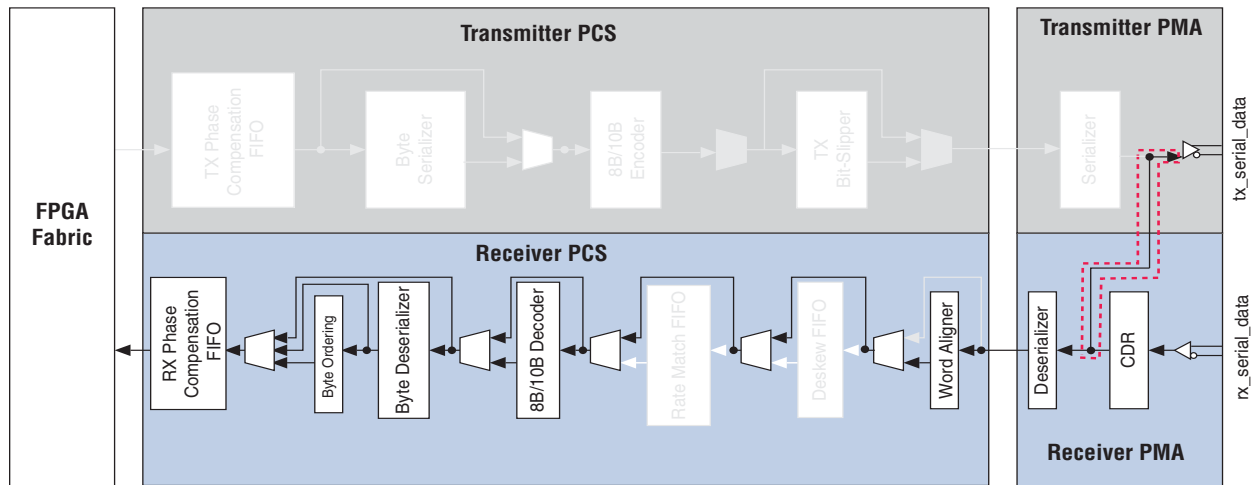 Transmitter PCS
Transmitter PMA
TX Phase
Compensation
FIFO
Byte
Serializer
8B/10B
Encoder
TX
Bit-Slipper
Serializer
tx_serial_data
FPGA
Fabric
Receiver PCS
RX Phase
Compensation
FIFO
Byte Ordering
Byte Deserializer
8B/10B Decoder
Rate Match FIFO
Deskew FIFO
Word Aligner
Deserializer
CDR
rx_serial_data
Receiver PMA